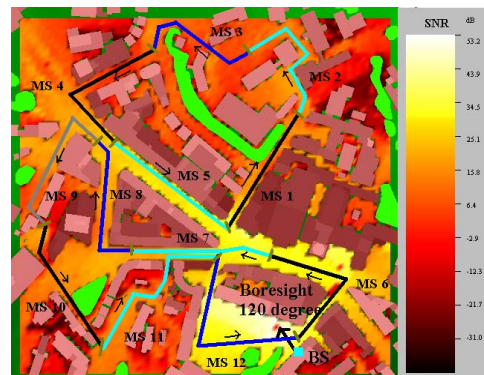 SNR dB
MS 3
53.2
MS 4
MS 2
43.9
34.5
25.1
MS 5
15.8
MS 1
MS 9
MS 8
6.4
MS 7
-2.9
-12.3
Boresight
120 degree
MS 6
MS 10
-21.7
MS 11
-31.0
MS 12
BS